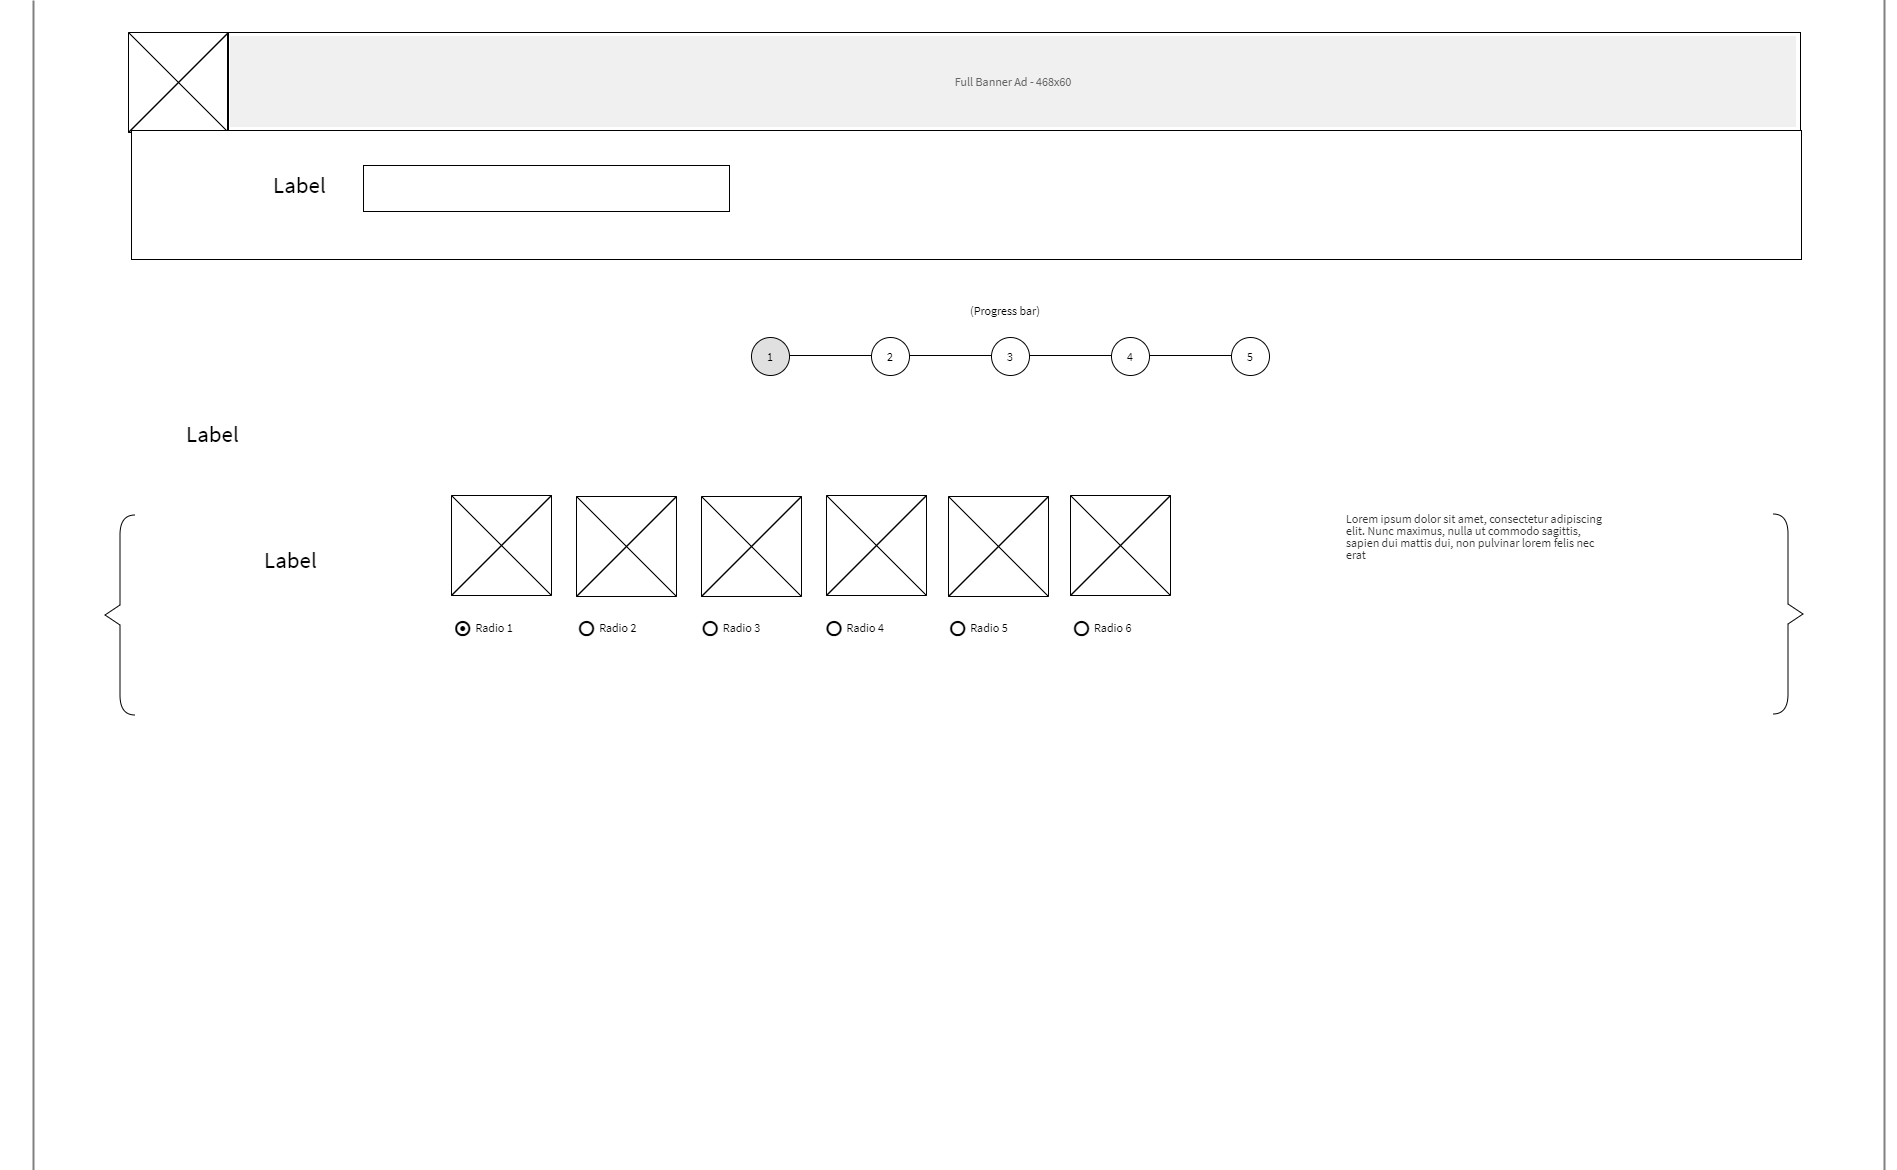 Full Banner Ad - 468x60
Label
(Progress bar)
1 2 3 4 5
Label
Label
Lorem ipsum dolor sit amet, consectetur adipiscing
elit. Nunc maximus, nulla ut commodo sagittis,
sapien dui mattis dui, non pulvinar lorem felis nec
erat
Radio 1 Radio 2 Radio 3 Radio 4 Radio 5 Radio 6